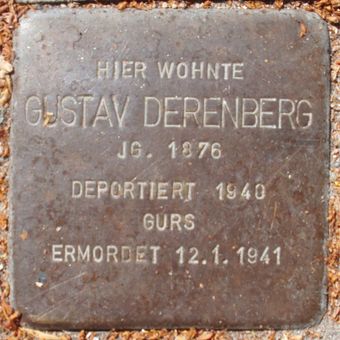 HIER WOHNTE
GUSTAV DERENBERG
JG. 1876
DEPORTIERT 1940
GURS
ERMORDET 12.1.1941